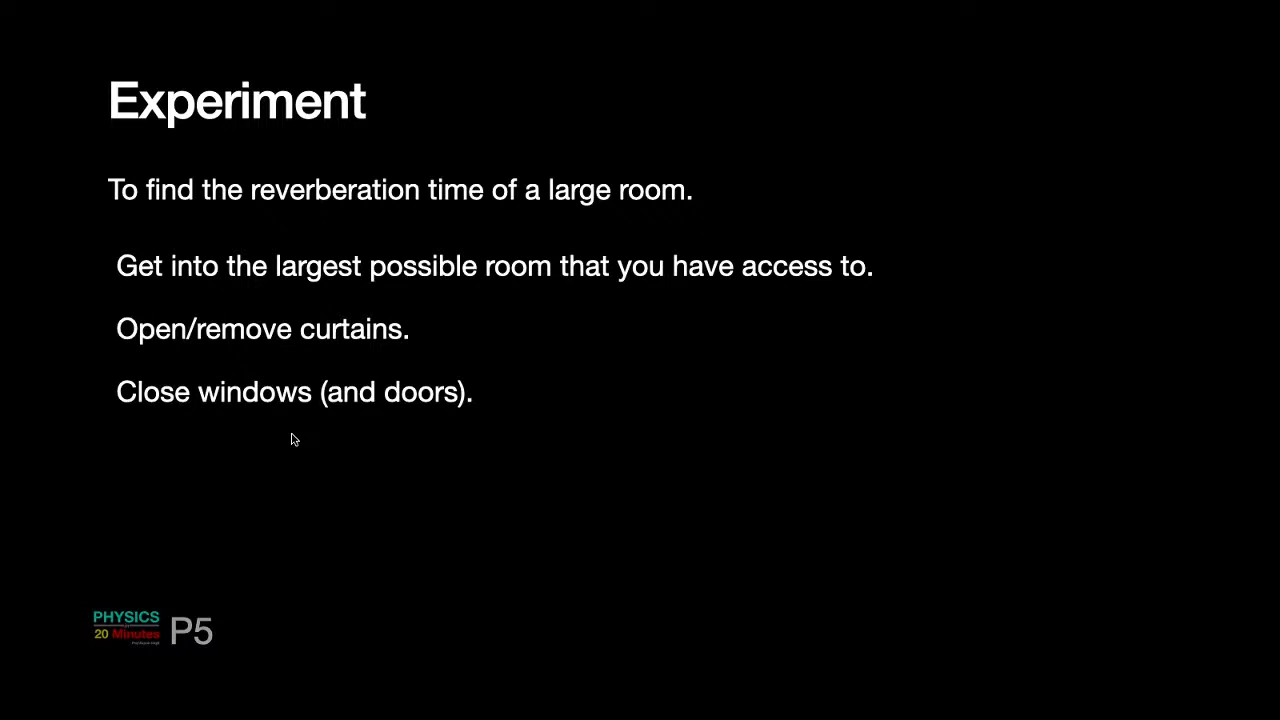 Experiment
To find the reverberation time of a large room.
Get into the largest possible room that you have access to.
Open/remove curtains.
Close windows (and doors).
PHYSICS
20 Minutes
P5